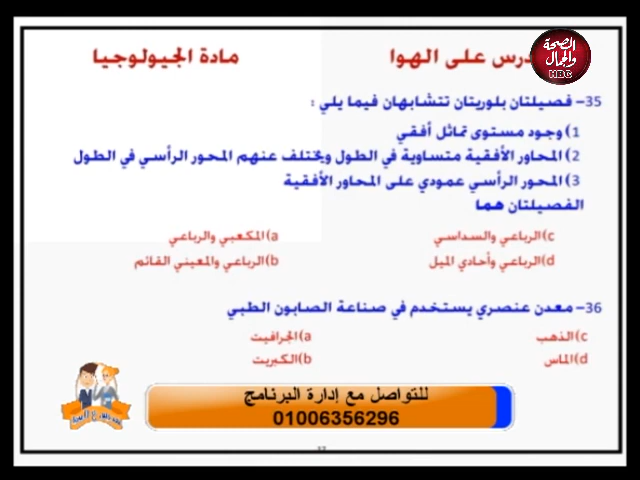 الصحة
والجمال
HBC
درس على الهوا
مادة الجيولوجيا
35- فصيلتان بلوريتان تتشابهان فيما يلي :
1) وجود مستوى تماثل أفقي
2) المحاور الأفقية متساوية في الطول ويختلف عنهم المحور الرأسي في الطول
3) المحور الرأسي عمودي على المحاور الأفقية
الفصيلتان هما
c) الرباعي والسداسي
a) المكعبي والرباعي
d) الرباعي وأحادي الميل
b) الرباعي والمعيني القائم
36- معدن عنصري يستخدم في صناعة الصابون الطبي
c) الذهب
a) الجرافيت
d) الماس
b) الكبريت
للتواصل مع إدارة البرنامج
01006356296